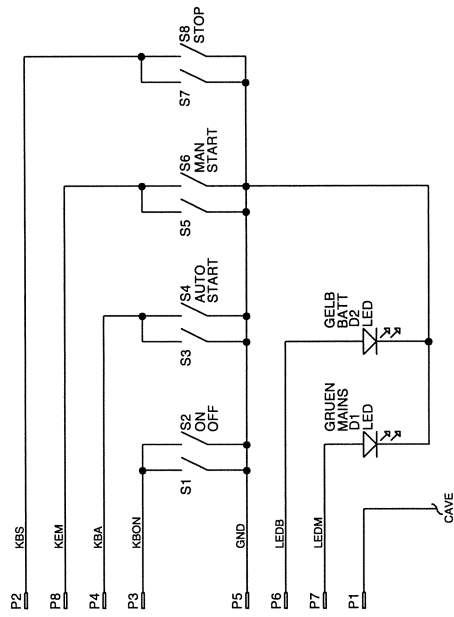 S8
STOP
S7
S6
MAN
START
S5
S4
AUTO
START
S3
S2
ON
OFF
S1
GELB
BATT
D2
LED
GRUEN
MAINS
D1
LED
P2
KBS
P8
KEM
P4
KBA
P3
KBON
P5
GND
P6
LEDB
P7
LEDM
P1
CAVE